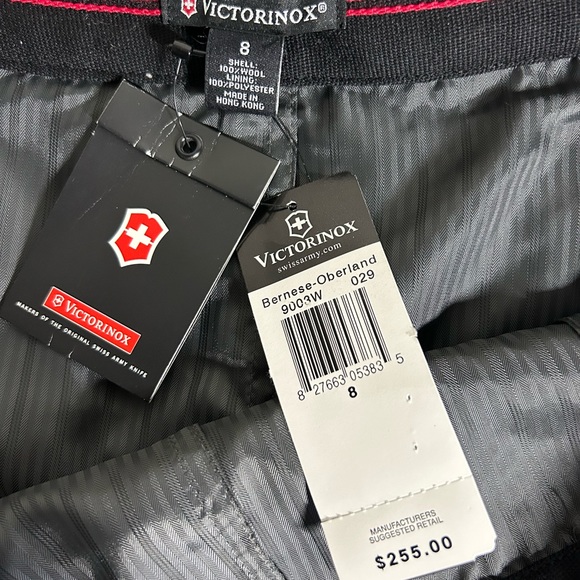 VICTORINOX®
8
SHELL:
100%WOOL
LINING:
100%POLYESTER
MADE IN
HONG KONG
VICTORINOX
MAKERS OF THE ORIGINAL SWISS ARMY KNIFE
VICTORINOX
swissarmy.com
Bernese-Oberland
9003W 029
8 27663 05383 5
8
MANUFACTURERS
SUGGESTED RETAIL
$255.00